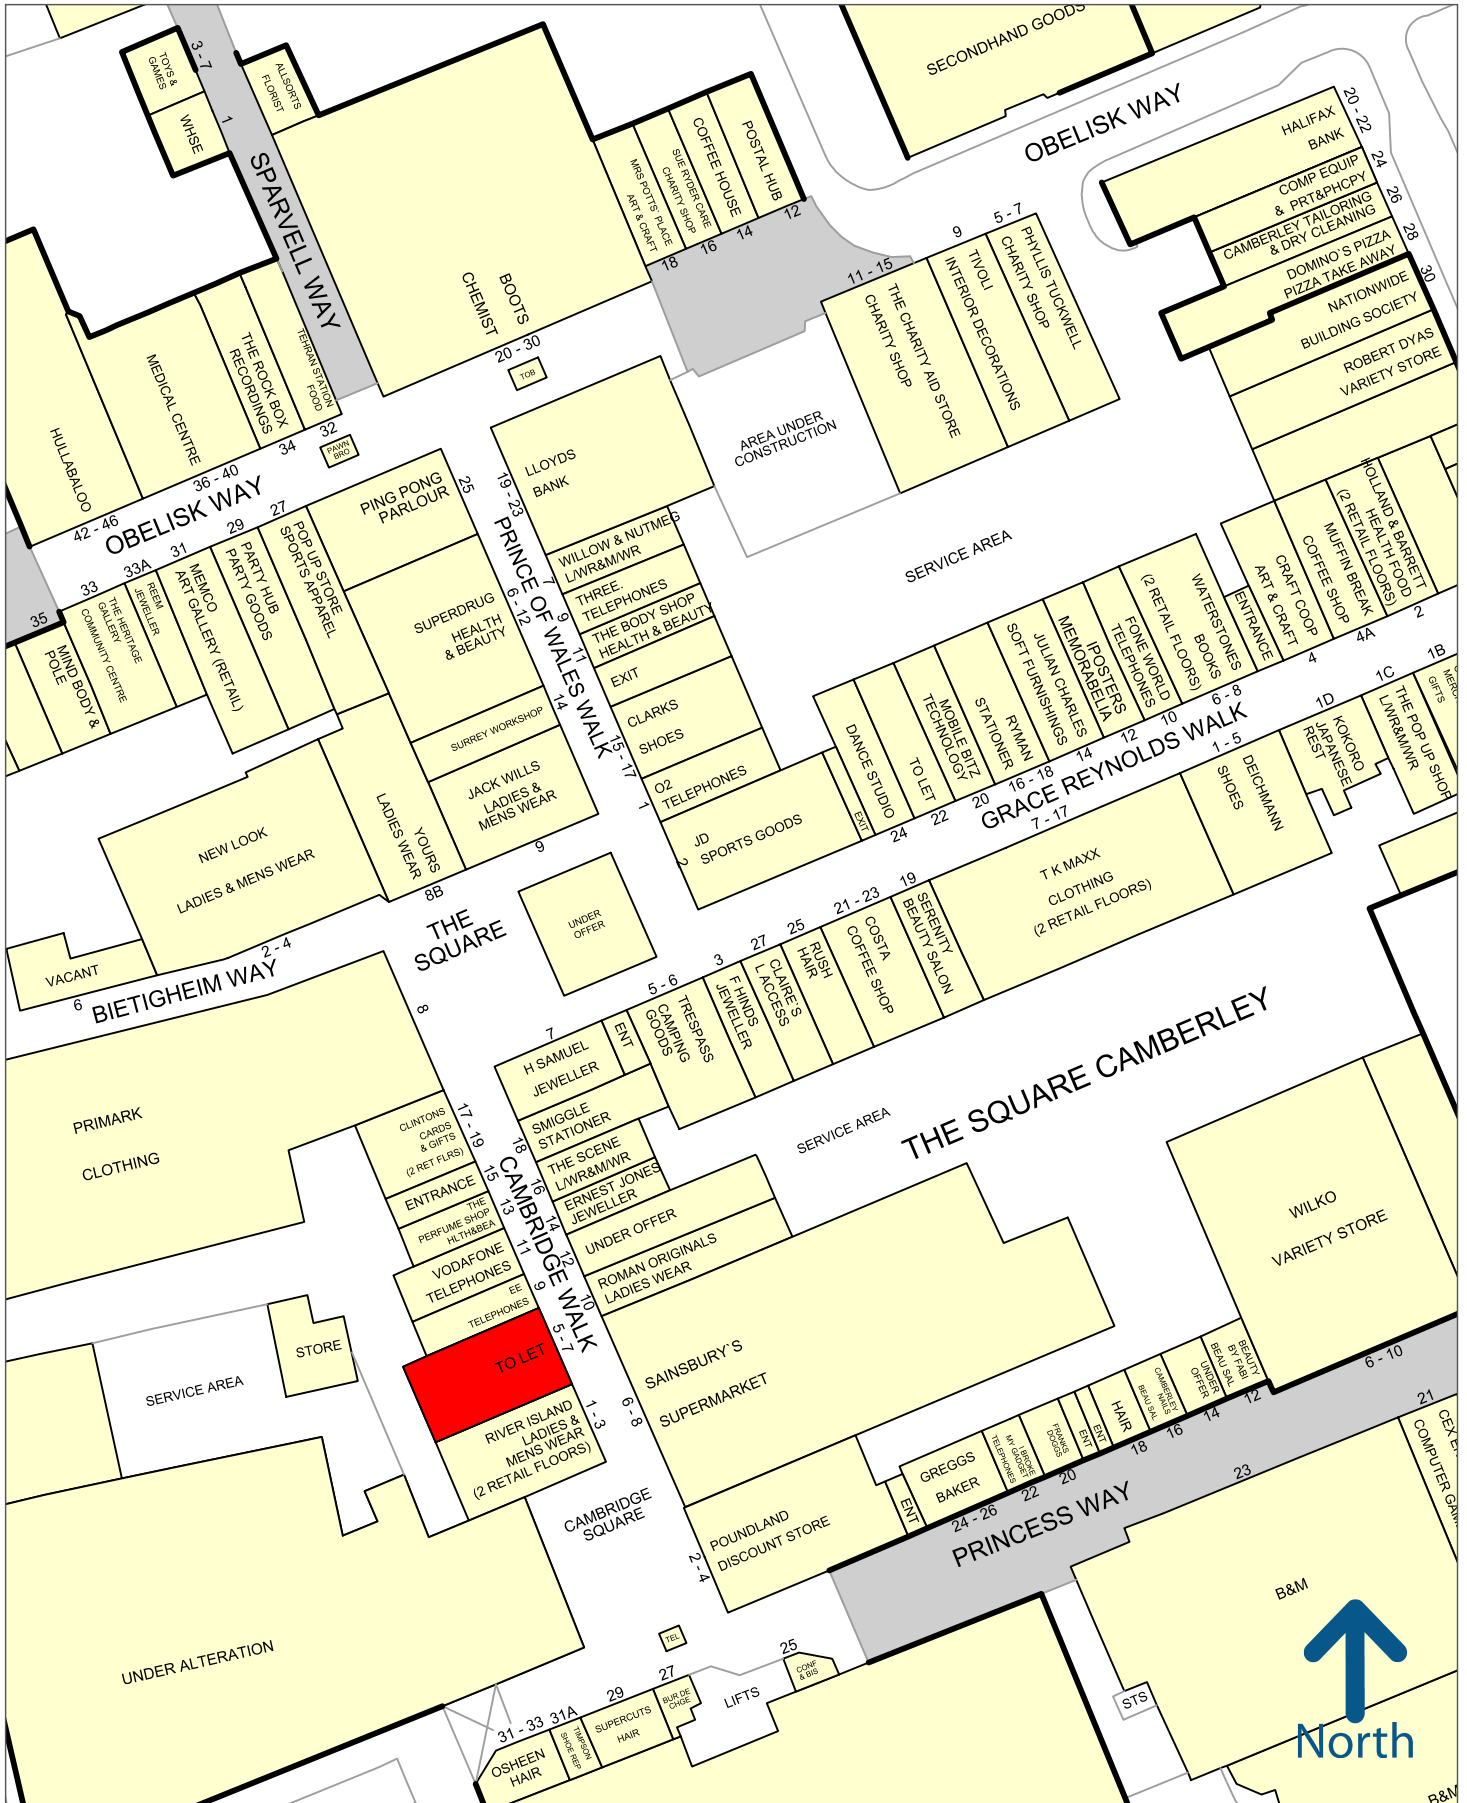 SECONDHAND GOODS
OBELISK WAY
TOYS &
GAMES
3 - 7
WHSE
1
ALLSORTS
FLORIST
SPARVELL WAY
BOOTS
CHEMIST
20 - 30
TOB
MRS POTTS' PLACE
ART & CRAFT
18
SUE RYDER CARE
CHARITY SHOP
16
COFFEE HOUSE
14
POSTAL HUB
12
11 - 15
THE CHARITY AID STORE
CHARITY SHOP
9
TIVOLI
INTERIOR DECORATIONS
5 - 7
PHYLLIS TUCKWELL
CHARITY SHOP
HALIFAX
BANK
20 - 22
COMP EQUIP
& PRT&PHCPY
24
CAMBERLEY TAILORING
& DRY CLEANING
26
DOMINO`S PIZZA
PIZZA TAKE AWAY
28
NATIONWIDE
BUILDING SOCIETY
30
ROBERT DYAS
VARIETY STORE
HULLABALOO
42 - 46
MEDICAL CENTRE
36 - 40
THE ROCK BOX
RECORDINGS
34
TEHRAN STATION
FOOD
32
PAWN
BRO
OBELISK WAY
AREA UNDER
CONSTRUCTION
SERVICE AREA
LLOYDS
BANK
19 - 23
PING PONG
PARLOUR
25
PRINCE OF WALES WALK
35
MIND BODY &
POLE
33
THE HERITAGE
GALLERY
COMMUNITY CENTRE
33A
REEM
JEWELLER
31
MEMCO
ART GALLERY (RETAIL)
29
PARTY HUB
PARTY GOODS
27
POP UP STORE
SPORTS APPAREL
SUPERDRUG
HEALTH
& BEAUTY
6 - 12
SURREY WORKSHOP
14
JACK WILLS
LADIES &
MENS WEAR
9
WILLOW & NUTMEG
L/WR&M/WR
7
THREE.
TELEPHONES
9
THE BODY SHOP
HEALTH & BEAUTY
11
EXIT
CLARKS
SHOES
15 - 17
O2
TELEPHONES
1
JD
SPORTS GOODS
2
EXIT
DANCE STUDIO
24
TO LET
22
MOBILE BITZ
TECHNOLOGY
20
RYMAN
STATIONER
16 - 18
JULIAN CHARLES
SOFT FURNISHINGS
14
IPOSTERS
MEMORABELIA
12
FONE WORLD
TELEPHONES
10
WATERSTONES
BOOKS
(2 RETAIL FLOORS)
6 - 8
ENTRANCE
CRAFT COOP
ART & CRAFT
4
MUFFIN BREAK
COFFEE SHOP
4A
HOLLAND & BARRETT
HEALTH FOOD
(2 RETAIL FLOORS)
2
GRACE REYNOLDS WALK
1B
GIFTS
1C
THE POP UP SHOP
L/WR&M/WR
1D
KOKORO
JAPANESE
REST
1 - 5
DEICHMANN
SHOES
7 - 17
T K MAXX
CLOTHING
(2 RETAIL FLOORS)
19
SERENITY
BEAUTY SALON
21 - 23
COSTA
COFFEE SHOP
25
RUSH
HAIR
27
CLAIRE'S
L ACCESS
3
F HINDS
JEWELLER
5 - 6
TRESPASS
CAMPING
GOODS
ENT
7
H SAMUEL
JEWELLER
NEW LOOK
LADIES & MENS WEAR
2 - 4
YOURS
LADIES WEAR
8B
THE
SQUARE
UNDER
OFFER
VACANT
6
BIETIGHEIM WAY
PRIMARK
CLOTHING
8
CLINTONS
CARDS
& GIFTS
(2 RET FLRS)
17 - 19
ENTRANCE
15
THE
PERFUME SHOP
HLTH&BEA
13
VODAFONE
TELEPHONES
11
EE
TELEPHONES
9
TO LET
5 - 7
RIVER ISLAND
LADIES &
MENS WEAR
(2 RETAIL FLOORS)
1 - 3
CAMBRIDGE WALK
SMIGGLE
STATIONER
18
THE SCENE
L/WR&M/WR
16
ERNEST JONES
JEWELLER
14
UNDER OFFER
12
ROMAN ORIGINALS
LADIES WEAR
10
SAINSBURY`S
SUPERMARKET
6 - 8
SERVICE AREA
THE SQUARE CAMBERLEY
WILKO
VARIETY STORE
6 - 10
STORE
SERVICE AREA
CAMBRIDGE
SQUARE
POUNDLAND
DISCOUNT STORE
2 - 4
ENT
GREGGS
BAKER
24 - 26
I BROKE
MY GADGET
TELEPHONES
22
FRANKS
DOGGS
20
ENT
ENT
HAIR
18
CAMBERLEY
NAILS
BEAU SAL
16
UNDER
OFFER
14
BEAUTY
BY FABI
BEAU SAL
12
PRINCESS WAY
21
COMPUTER GAM
23
B&M
STS
B&M
UNDER ALTERATION
TEL
25
CONF
& BIS
LIFTS
27
BUR DE
CHGE
29
SUPERCUTS
HAIR
31A
TIMPSON
SHOE REP
31 - 33
OSHEEN
HAIR
North